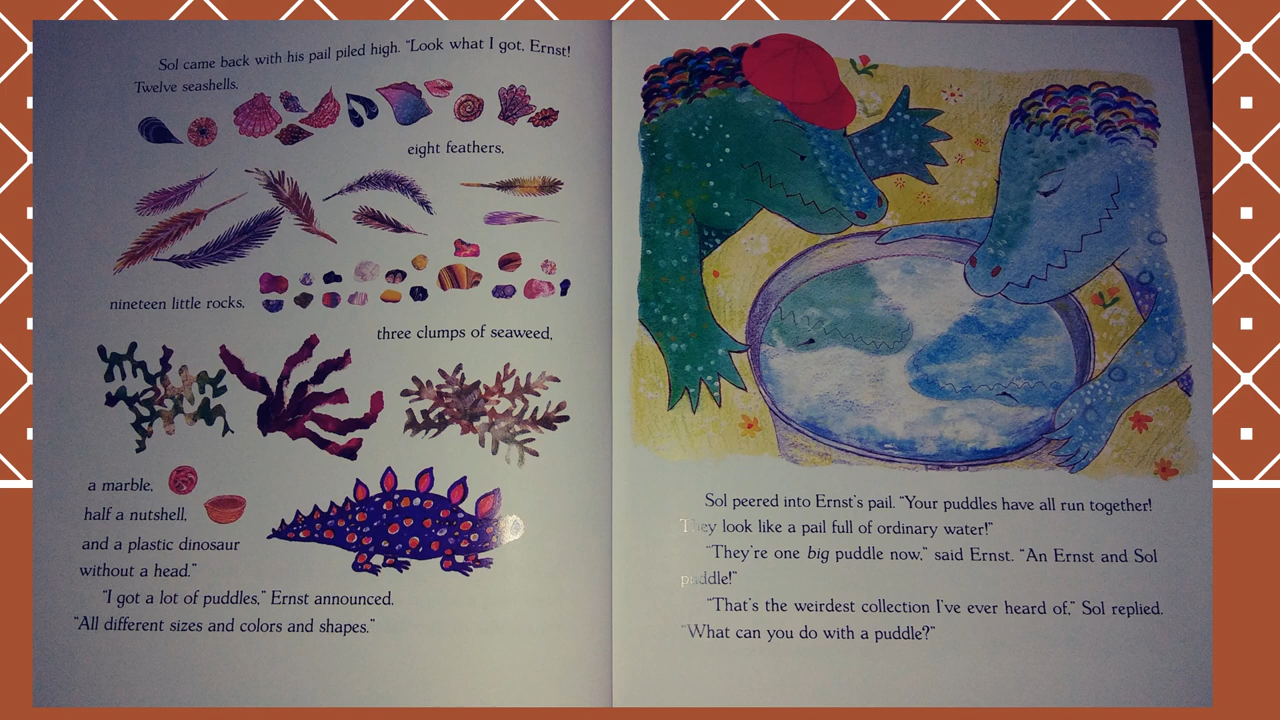 Sol came back with his pail piled high. "Look what I got, Ernst!
Twelve seashells,
eight feathers,
nineteen little rocks,
three clumps of seaweed,
a marble,
half a nutshell,
and a plastic dinosaur
without a head."
"I got a lot of puddles," Ernst announced.
"All different sizes and colors and shapes."
Sol peered into Ernst's pail. "Your puddles have all run together!
They look like a pail full of ordinary water!"
"They're one big puddle now," said Ernst. "An Ernst and Sol
puddle!"
"That's the weirdest collection I've ever heard of," Sol replied.
"What can you do with a puddle?"